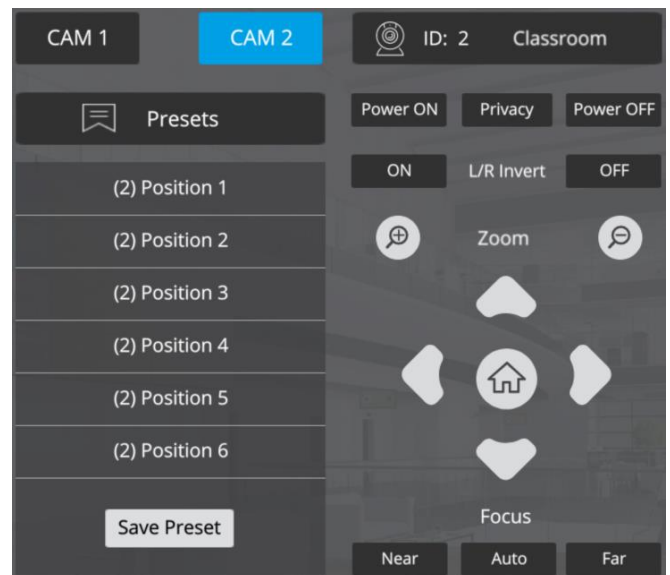 CAM 1
CAM 2
ID: 2 Classroom
Presets
(2) Position 1
(2) Position 2
(2) Position 3
(2) Position 4
(2) Position 5
(2) Position 6
Save Preset
Power ON
Privacy
Power OFF
ON
L/R Invert
OFF
Zoom
Focus
Near
Auto
Far